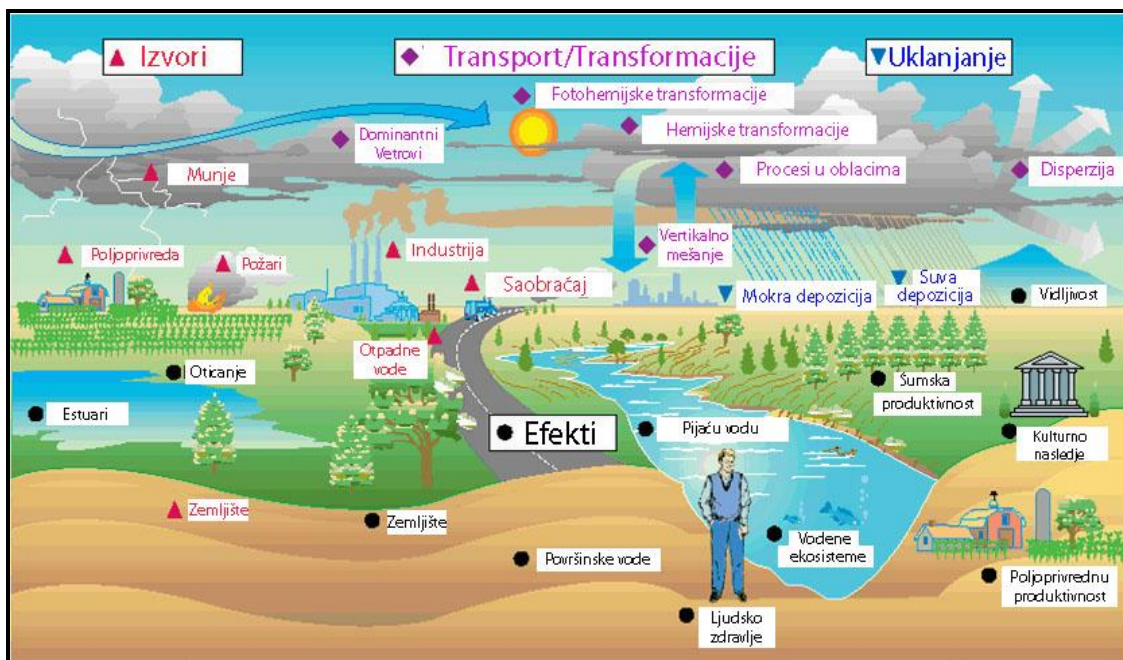 Izvori
Transport/Transformacije
Uklanjanje
Fotohemijske transformacije
Dominantni
Vetrovi
Hemijske transformacije
Munje
Procesi u oblacima
Disperzija
Poljoprivreda
Požari
Industrija
Vertikalno
mešanje
Saobraćaj
Mokra depozicija
Suva
depozicija
Vidljivost
Otpadne
vode
Oticanje
Šumska
produktivnost
Estuari
Efekti
Pijaću vodu
Kulturno
nasledje
Zemljište
Zemljište
Površinske vode
Vodene
ekosisteme
Poljoprivrednu
produktivnost
Ljudsko
zdravlje